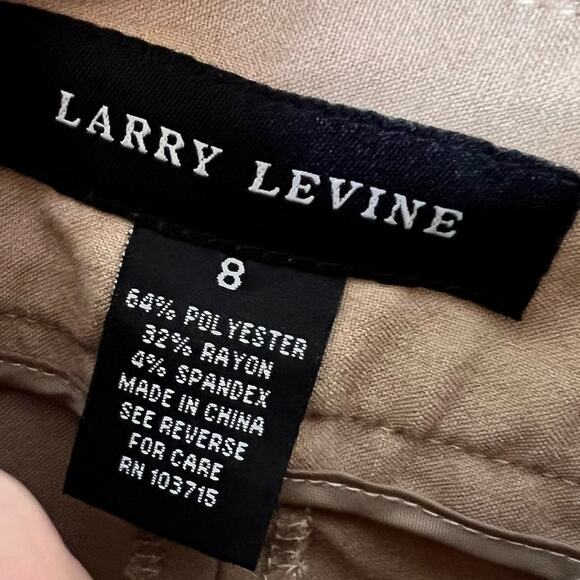 LARRY LEVINE
8
64% POLYESTER
32% RAYON
4% SPANDEX
MADE IN CHINA
SEE REVERSE
FOR CARE
RN 103715